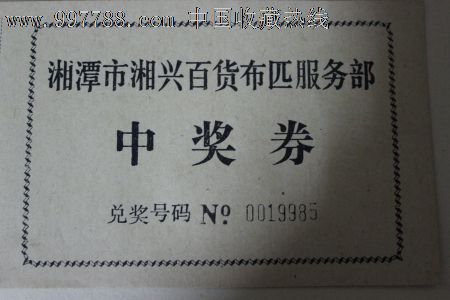 www.997788.com 中国收藏热线
湘潭市湘兴百货布匹服务部
中奖券
兑奖号码 № 0019985